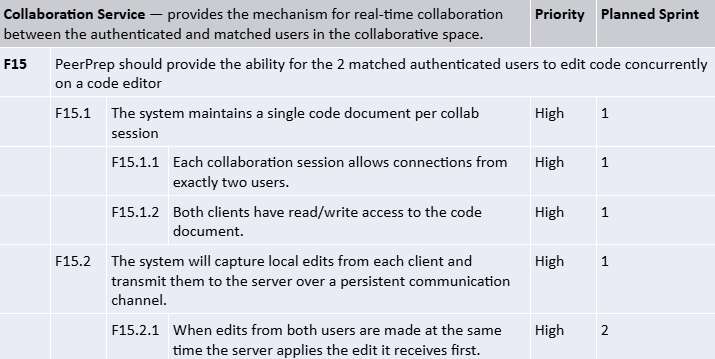 Collaboration Service — provides the mechanism for real-time collaboration Priority Planned Sprint
between the authenticated and matched users in the collaborative space.
F15 PeerPrep should provide the ability for the 2 matched authenticated users to edit code concurrently
on a code editor
F15.1 The system maintains a single code document per collab High 1
session
F15.1.1 Each collaboration session allows connections from High 1
exactly two users.
F15.1.2 Both clients have read/write access to the code High 1
document.
F15.2 The system will capture local edits from each client and High 1
transmit them to the server over a persistent communication
channel.
F15.2.1 When edits from both users are made at the same High 2
time the server applies the edit it receives first.